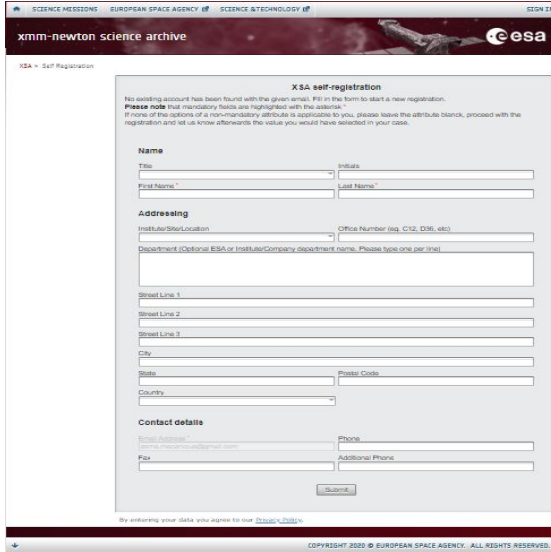 SCIENCE MISSIONS EUROPEAN SPACE AGENCY SCIENCE & TECHNOLOGY SIGN IN
xmm-newton science archive esa
XSA > Self Registration
XSA self-registration
No existing account has been found with the given email. Fill in the form to start a new registration.
Please note that mandatory fields are highlighted with the asterisk *
If none of the options of a non-mandatory attribute is applicable to you, please leave the attribute blanck, proceed with the
registration and let us know afterwards the value you would have selected in your case.
Name
Title Initials
First Name * Last Name *
Addressing
Institute/Site/Location Office Number (eg. C12, D36, etc)
Department (Optional ESA or Institute/Company department name. Please type one per line)
Street Line 1
Street Line 2
Street Line 3
City
State Postal Code
Country
Contact details
Email Address * Phone
Fax Additional Phone
Submit
By entering your data you agree to our Privacy Policy.
COPYRIGHT 2020 © EUROPEAN SPACE AGENCY. ALL RIGHTS RESERVED.